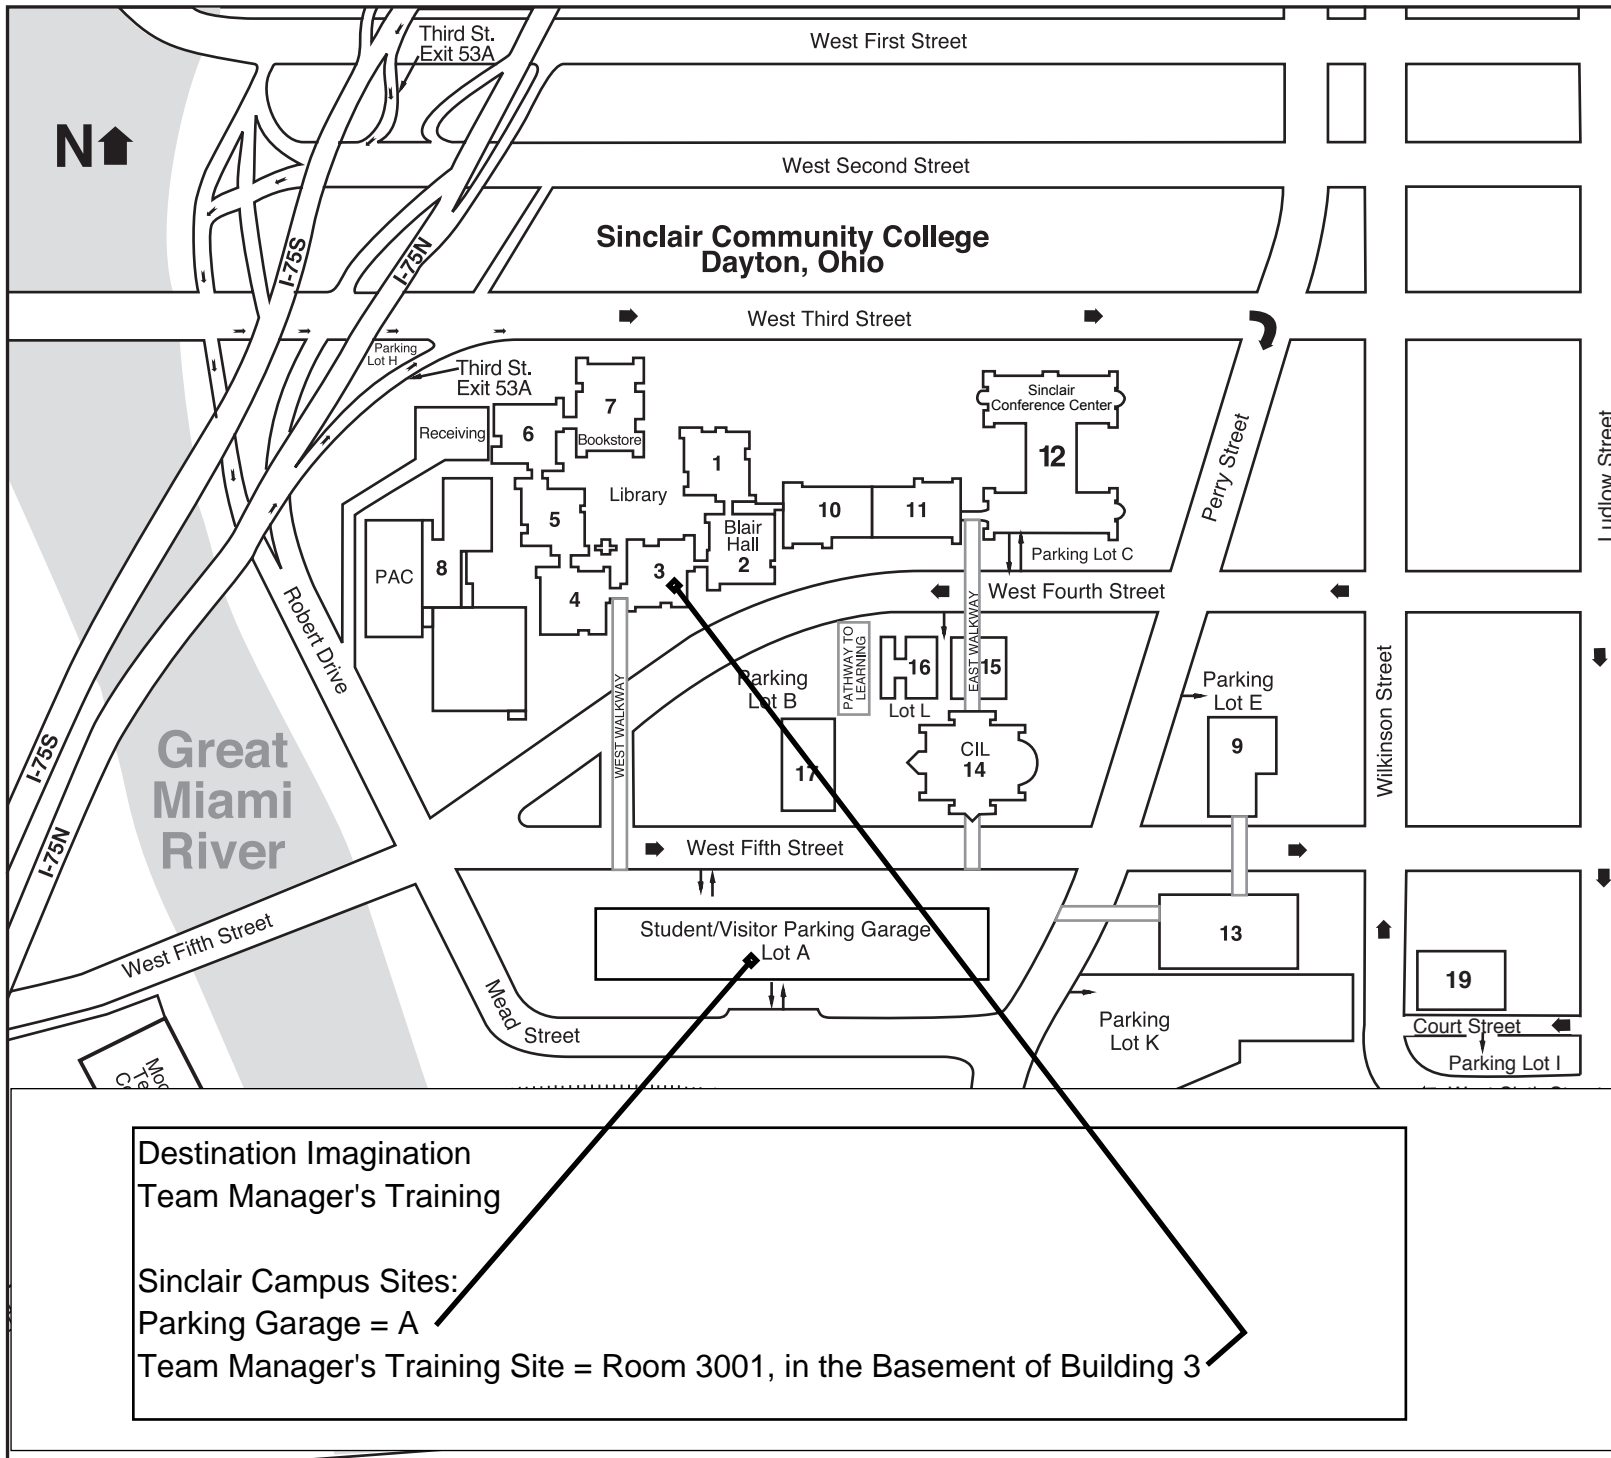 Third St.
Exit 53A
West First Street
N
West Second Street
Sinclair Community College
Dayton, Ohio
I-75S
I-75N
West Third Street
Parking
Lot H
Third St.
Exit 53A
Sinclair
Conference Center
7
Bookstore
Receiving
6
1
12
Perry Street
Ludlow Street
Library
5
10
11
Blair
Hall
2
Parking Lot C
PAC
8
3
4
West Fourth Street
Robert Drive
PATHWAY TO
LEARNING
16
EAST WALKWAY
15
Parking
Lot B
Lot L
Parking
Lot E
Wilkinson Street
WEST WALKWAY
I-75S
Great
Miami
River
17
CIL
14
9
I-75N
West Fifth Street
West Fifth Street
Student/Visitor Parking Garage
Lot A
13
19
Mead Street
Parking
Lot K
Court Street
Parking Lot I
Destination Imagination
Team Manager's Training
Sinclair Campus Sites:
Parking Garage = A
Team Manager's Training Site = Room 3001, in the Basement of Building 3